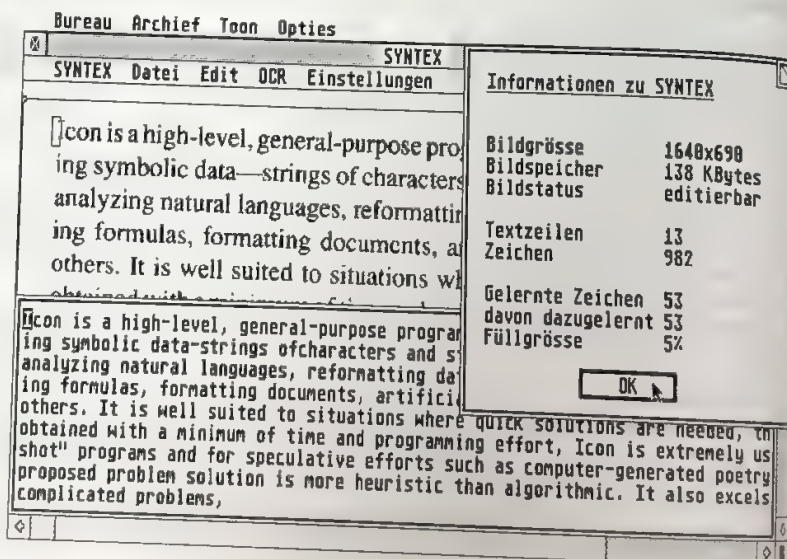 Bureau Archief Toon Opties
SYNTEX
SYNTEX Datei Edit OCR Einstellungen
Icon is a high-level, general-purpose pro
ing symbolic data—strings of characters
analyzing natural languages, reformattin
ing formulas, formatting documents, a
others. It is well suited to situations wh
obtained with a minimum of
Informationen zu SYNTEX
Bildgrösse 1640x690
Bildspeicher 138 KBytes
Bildstatus editierbar
Textzeilen 13
Zeichen 982
Gelernte Zeichen 53
davon dazugelernt 53
Füllgrösse 5%
OK
Icon is a high-level, general-purpose program
ing symbolic data-strings ofcharacters and s
analyzing natural languages, reformatting da
ing formulas, formatting documents, artifici
others. It is well suited to situations where quick solutions are needed, th
obtained with a minimum of time and programming effort, Icon is extremely us
shot" programs and for speculative efforts such as computer-generated poetry
proposed problem solution is more heuristic than algorithmic. It also excels
complicated problems,